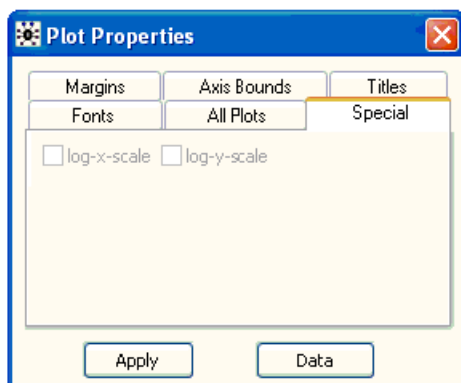 Plot Properties
Margins Axis Bounds Titles
Fonts All Plots Special
log-x-scale log-y-scale
Apply Data